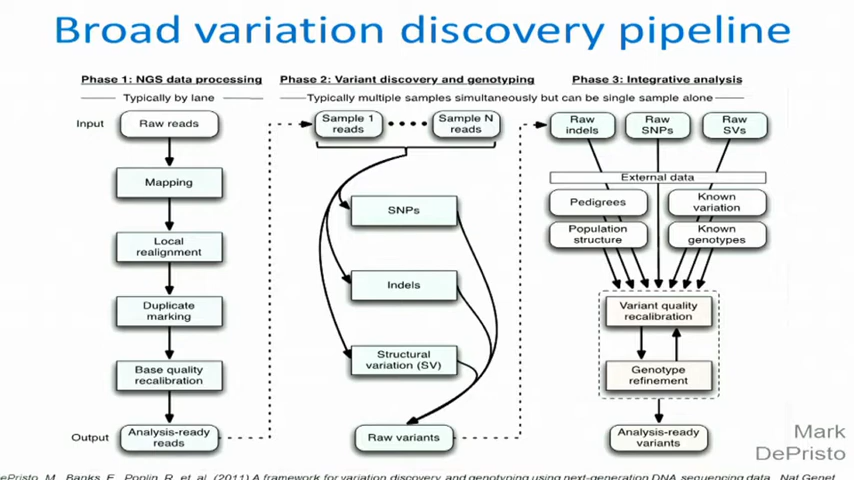 Broad variation discovery pipeline
Phase 1: NGS data processing
Typically by lane
Input
Raw reads
Mapping
Local
realignment
Duplicate
marking
Base quality
recalibration
Output
Analysis-ready
reads
Phase 2: Variant discovery and genotyping
Typically multiple samples simultaneously but can be single sample alone
Sample 1
reads
Sample N
reads
SNPs
Indels
Structural
variation (SV)
Raw variants
Phase 3: Integrative analysis
Raw
indels
Raw
SNPs
Raw
SVs
External data
Pedigrees
Known
variation
Population
structure
Known
genotypes
Variant quality
recalibration
Genotype
refinement
Analysis-ready
variants
Mark
DePristo
ePristo, M., Banks, E., Poplin, R. et. al. (2011) A framework for variation discovery and genotyping using next-generation DNA sequencing data. Nat Genet.